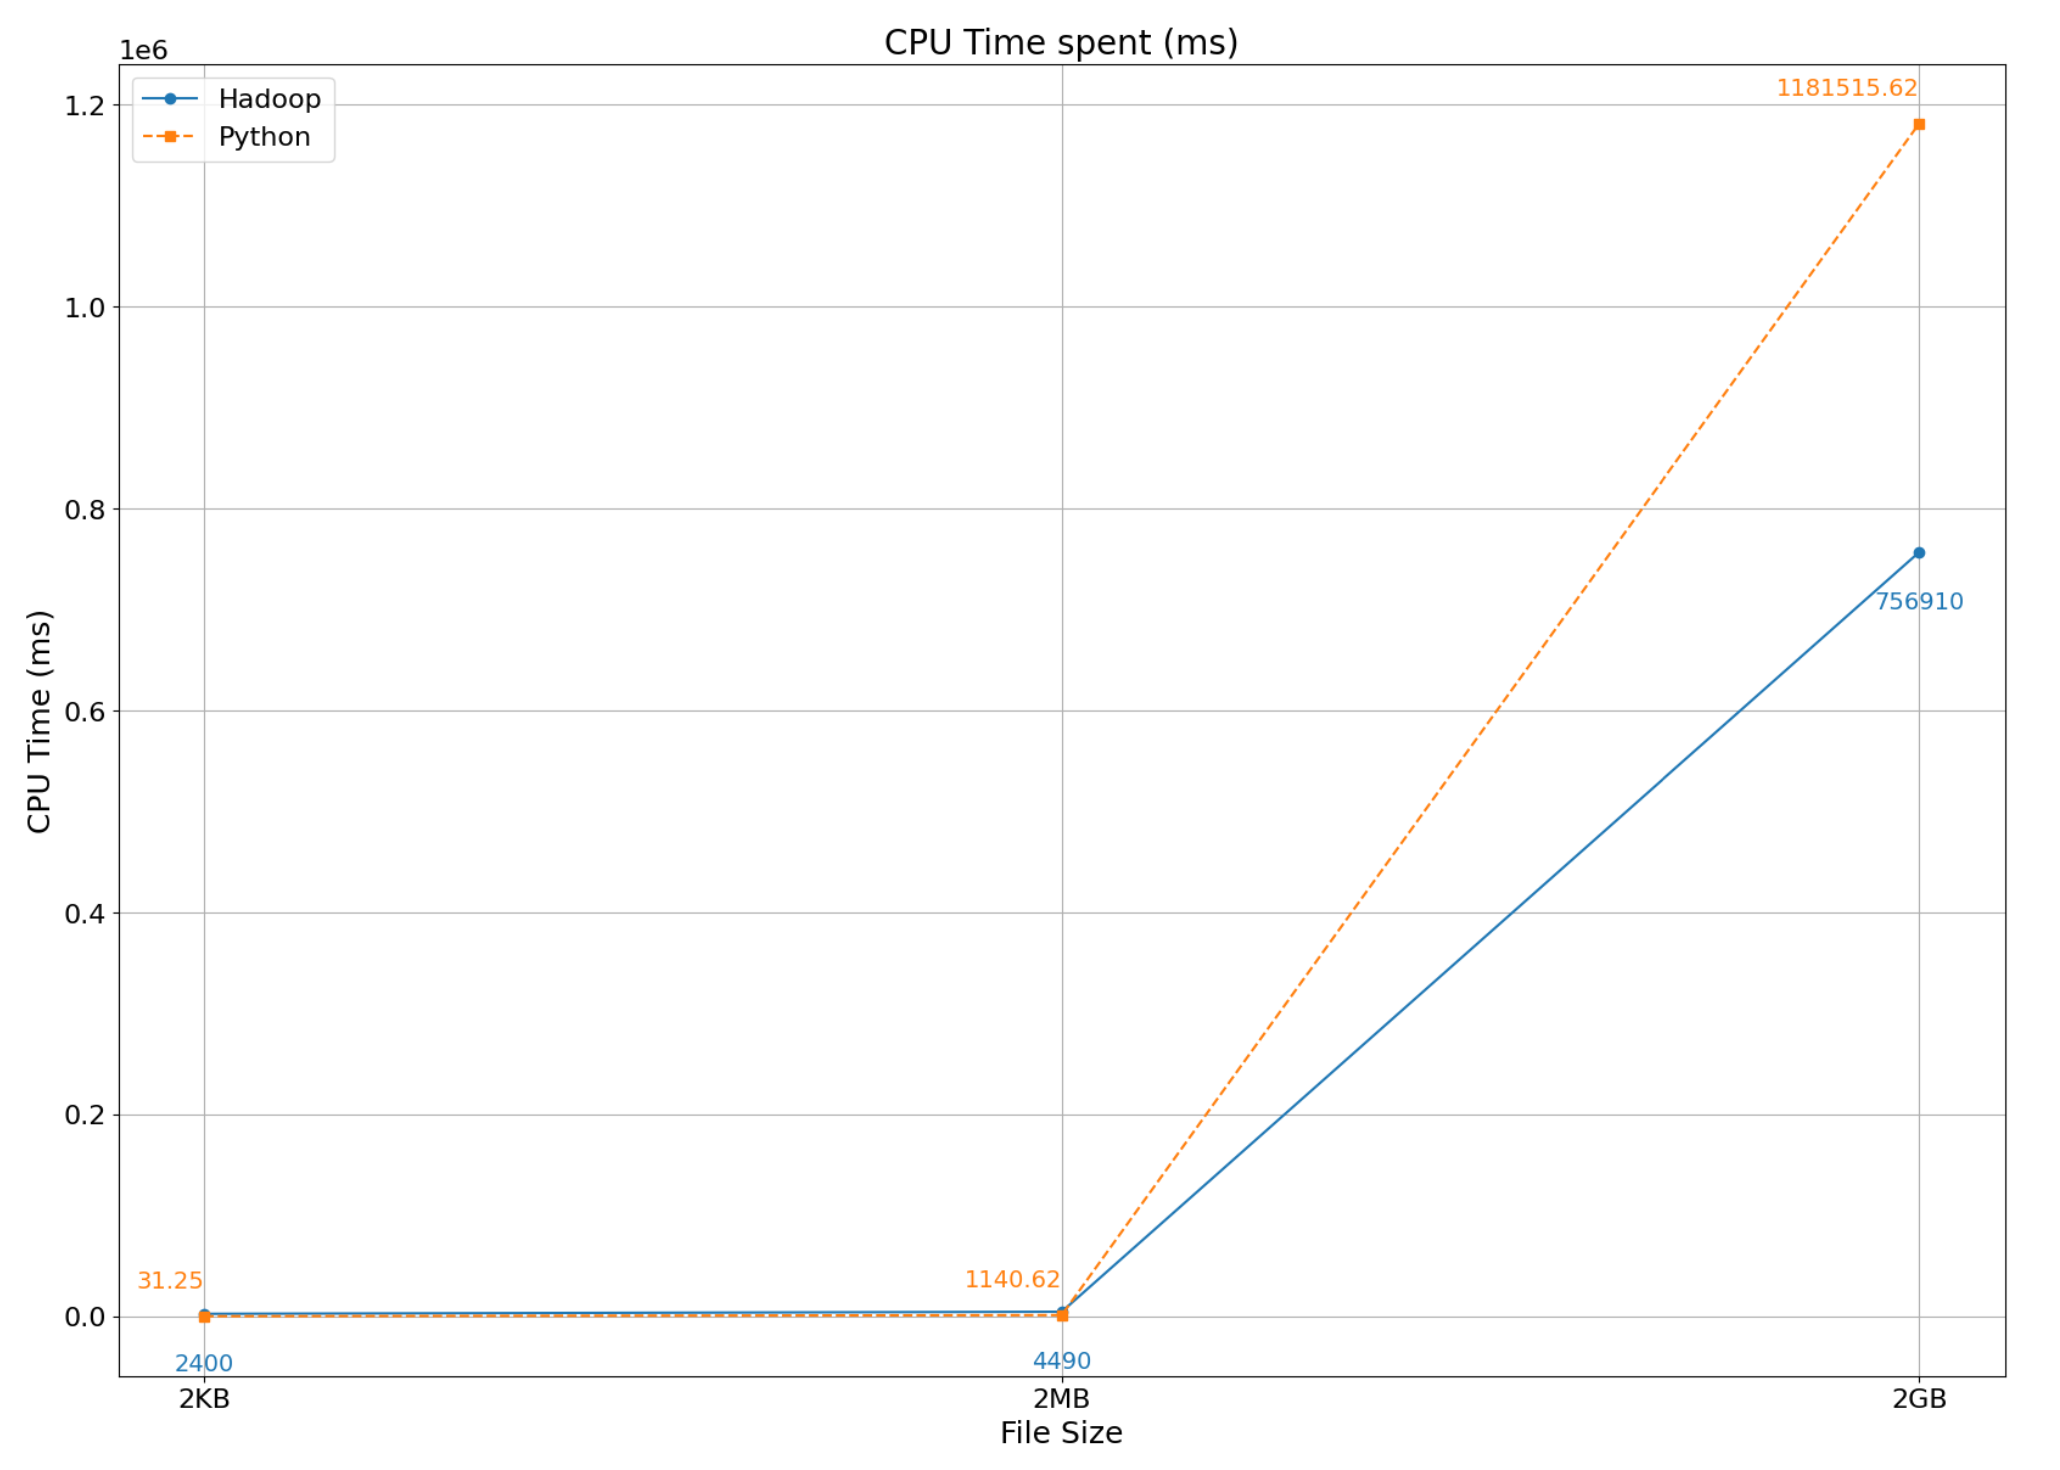 CPU Time spent (ms)
1e6
Hadoop
Python
1181515.62
1.2
1.0
0.8
756910
0.6
CPU Time (ms)
0.4
0.2
31.25
1140.62
0.0
2400
4490
2KB
2MB
2GB
File Size